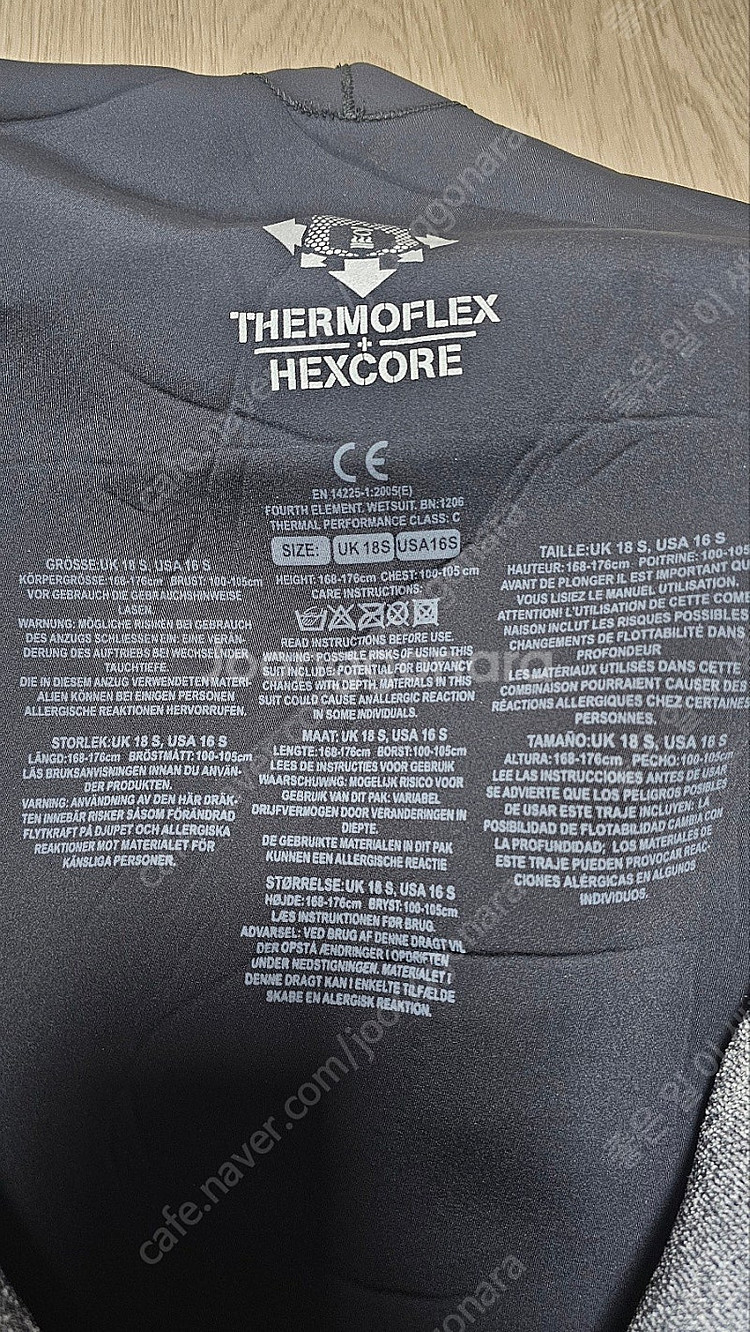 THERMOFLEX
+
HEXCORE
CE
EN 14225-1:2005(E)
FOURTH ELEMENT. WETSUIT. BN:1206
THERMAL PERFORMANCE CLASS: C
SIZE: UK 18S USA16S
HEIGHT:168-176cm CHEST:100-105 cm
CARE INSTRUCTIONS:
READ INSTRUCTIONS BEFORE USE.
WARNING: POSSIBLE RISKS OF USING THIS
SUIT INCLUDE: POTENTIAL FOR BUOYANCY
CHANGES WITH DEPTH. MATERIALS IN THIS
SUIT COULD CAUSE AN ALLERGIC REACTION
IN SOME INDIVIDUALS.
GRÖSSE:UK 18 S, USA 16 S
KÖRPERGRÖSSE:168-176cm BRUST:100-105cm
VOR GEBRAUCH DIE GEBRAUCHSHINWEISE
LASEN.
WARNUNG: MÖGLICHE RISIKEN BEI GEBRAUCH
DES ANZUGS SCHLIESSEN EIN: EINE VERÄN-
DERUNG DES AUFTRIEBS BEI WECHSELNDER
TAUCHTIEFE.
DIE IN DIESEM ANZUG VERWENDETEN MATERI-
ALIEN KÖNNEN BEI EINIGEN PERSONEN
ALLERGISCHE REAKTIONEN HERVORRUFEN.
TAILLE:UK 18 S, USA 16 S
HAUTEUR:168-176cm POITRINE:100-105
AVANT DE PLONGER IL EST IMPORTANT QU
VOUS LISIEZ LE MANUEL UTILISATION.
ATTENTION! L'UTILISATION DE CETTE COME
NAISON INCLUT LES RISQUES POSSIBLES
CHANGEMENTS DE FLOTTABILITÉ DANS
PROFONDEUR
LES MATÉRIAUX UTILISÉS DANS CETTE
COMBINAISON POURRAIENT CAUSER DES
RÉACTIONS ALLERGIQUES CHEZ CERTAINES
PERSONNES.
STORLEK:UK 18 S, USA 16 S
LÄNGD:168-176cm BRÖSTMÅTT:100-105cm
LÄS BRUKSANVISNINGEN INNAN DU ANVÄN-
DER PRODUKTEN.
VARNING: ANVÄNDNING AV DEN HÄR DRÄK-
TEN INNEBÄR RISKER SÅSOM FÖRÄNDRAD
FLYTKRAFT PÅ DJUPET OCH ALLERGISKA
REAKTIONER MOT MATERIALET FÖR
KÄNSLIGA PERSONER.
MAAT:UK 18 S, USA 16 S
LENGTE:168-176cm BORST:100-105cm
LEES DE INSTRUCTIES VOOR GEBRUIK
WAARSCHUWING: MOGELIJK RISICO VOOR
GEBRUIK VAN DIT PAK: VARIABEL
DRIJFVERMOGEN DOOR VERANDERINGEN IN
DIEPTE.
DE GEBRUIKTE MATERIALEN IN DIT PAK
KUNNEN EEN ALLERGISCHE REACTIE
TAMAÑO:UK 18 S, USA 16 S
ALTURA:168-176cm PECHO:100-105cm
LEE LAS INSTRUCCIONES ANTES DE USAR
SE ADVIERTE QUE LOS PELIGROS POSIBLES
DE USAR ESTE TRAJE INCLUYEN: LA
POSIBILIDAD DE FLOTABILIDAD CAMBIA CON
LA PROFUNDIDAD; LOS MATERIALES DE
ESTE TRAJE PUEDEN PROVOCAR REAC-
CIONES ALÉRGICAS EN ALGUNOS
INDIVIDUOS.
STØRRELSE:UK 18 S, USA 16 S
HØJDE:168-176cm BRYST:100-105cm
LÆS INSTRUKTIONEN FØR BRUG.
ADVARSEL: VED BRUG AF DENNE DRAGT VIL
DER OPSTÅ ÆNDRINGER I OPDRIFTEN
UNDER NEDSTIGNINGEN. MATERIALET I
DENNE DRAGT KAN I ENKELTE TILFÆLDE
SKABE EN ALERGISK REAKTION.
cafe.naver.com/joonggonara